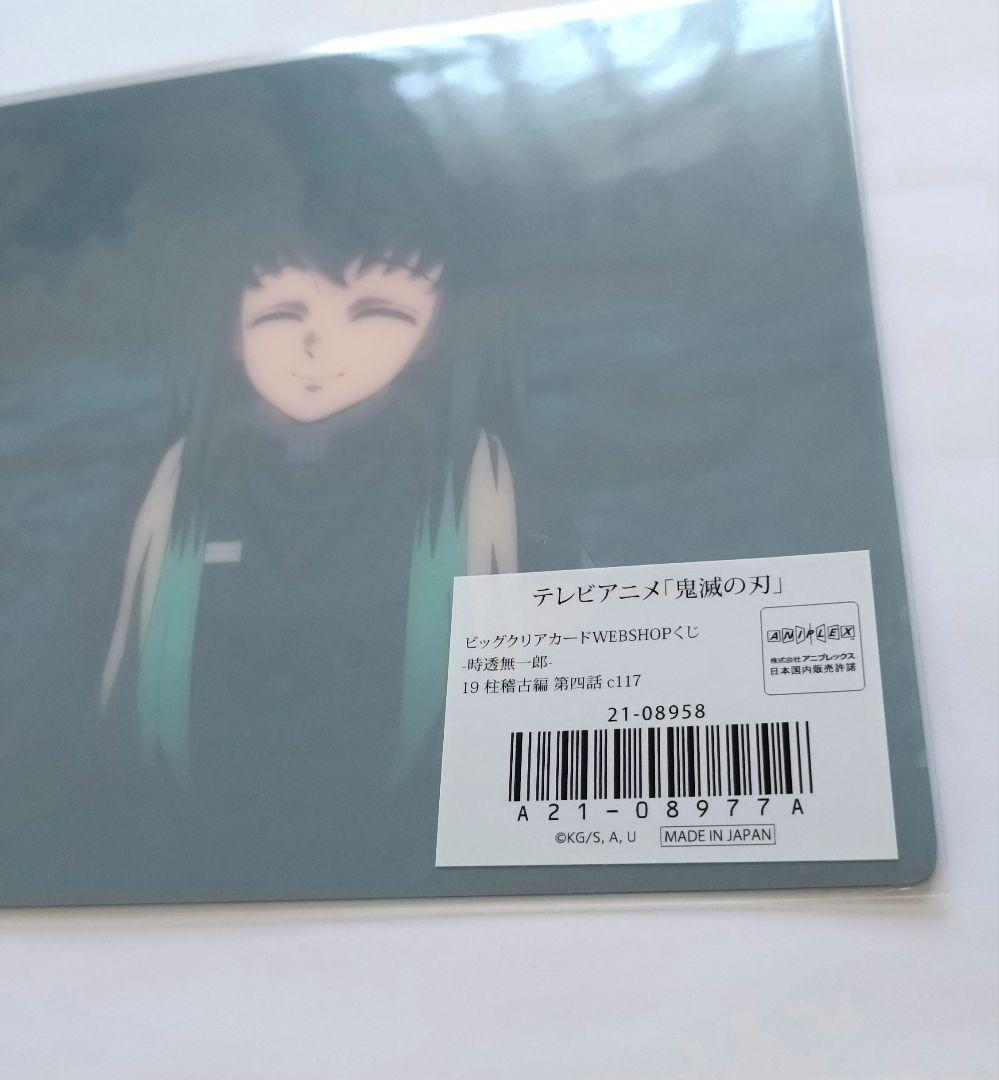 テレビアニメ「鬼滅の刃」
ビッグクリアカードWEBSHOPくじ
-時透無一郎-
19 柱稽古編 第四話 c117
ANIPLEX
株式会社アニプレックス
日本国内販売許諾
21-08958
A21-08977A
©KG/S, A, U MADE IN JAPAN